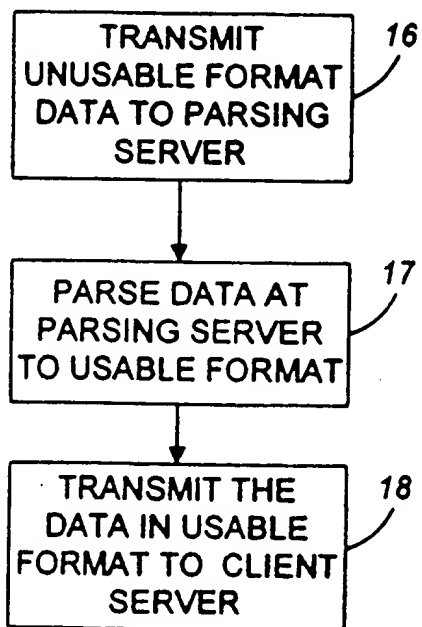 TRANSMIT
UNUSABLE FORMAT
DATA TO PARSING
SERVER
16
PARSE DATA AT
PARSING SERVER
TO USABLE FORMAT
17
TRANSMIT THE
DATA IN USABLE
FORMAT TO CLIENT
SERVER
18